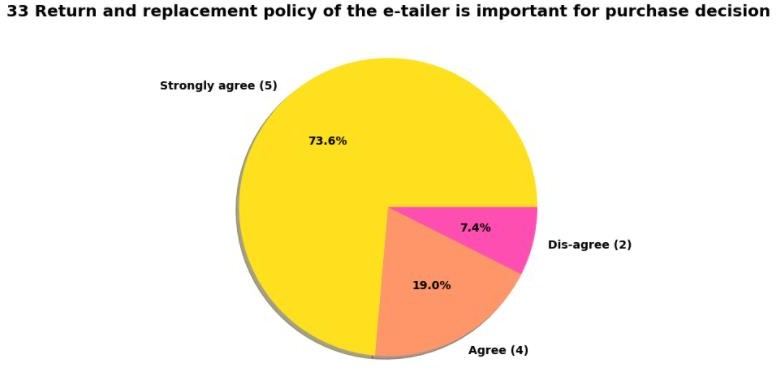 33 Return and replacement policy of the e-tailer is important for purchase decision
Strongly agree (5)
73.6%
7.4%
Dis-agree (2)
19.0%
Agree (4)